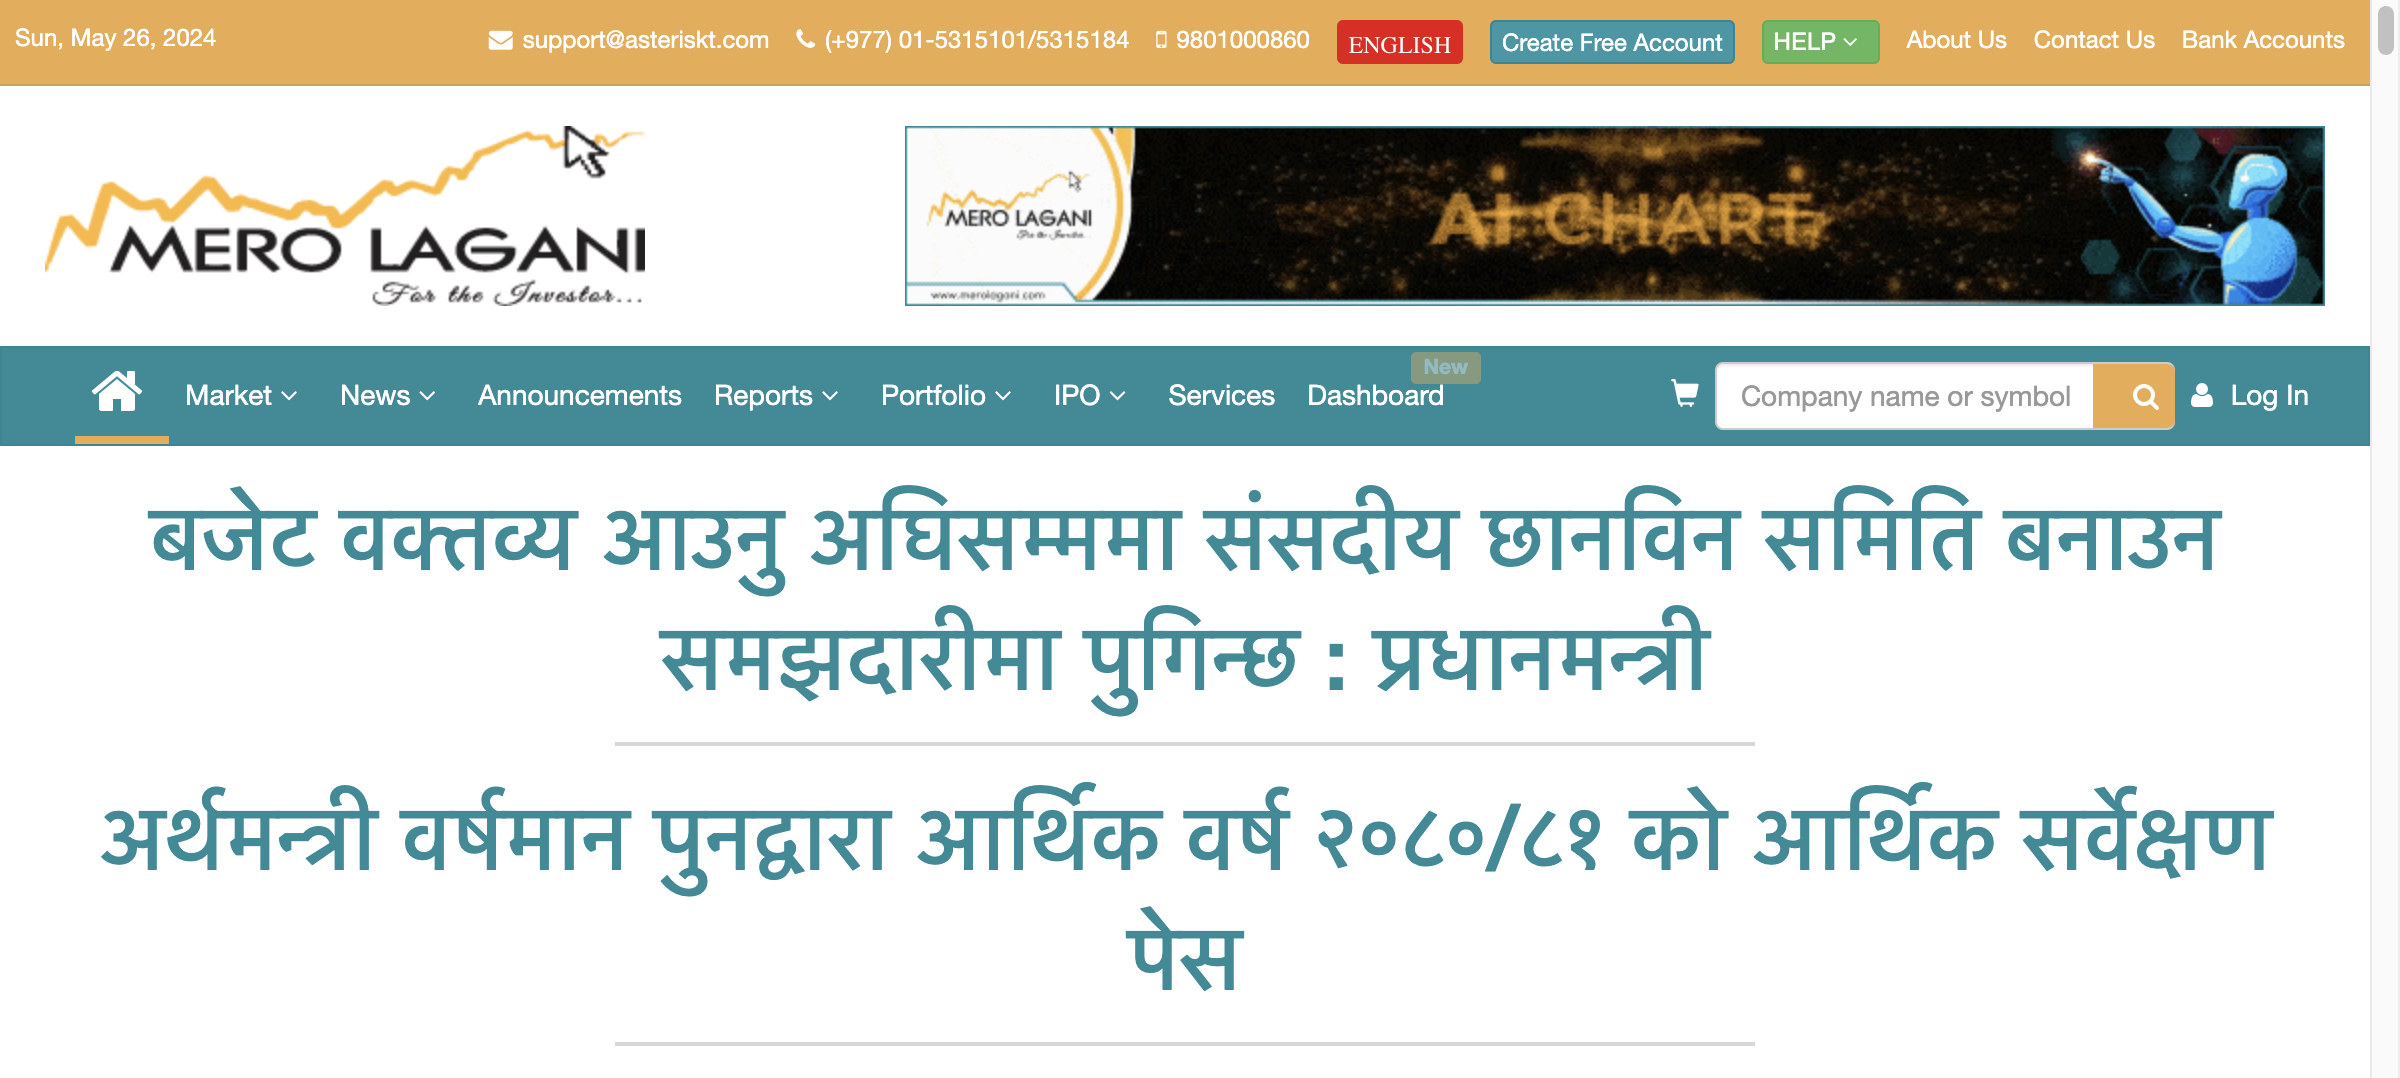 Sun, May 26, 2024 support@asteriskt.com (+977) 01-5315101/5315184 9801000860 ENGLISH Create Free Account HELP About Us Contact Us Bank Accounts
MERO LAGANI
For the Investor...
MERO LAGANI
For the Investor...
www.merolagani.com
AI CHART
New
Market News Announcements Reports Portfolio IPO Services Dashboard Company name or symbol Log In
बजेट वक्तव्य आउनु अघिसम्ममा संसदीय छानविन समिति बनाउन
समझदारीमा पुगिन्छ : प्रधानमन्त्री
अर्थमन्त्री वर्षमान पुनद्वारा आर्थिक वर्ष २०८०/८१ को आर्थिक सर्वेक्षण
पेस